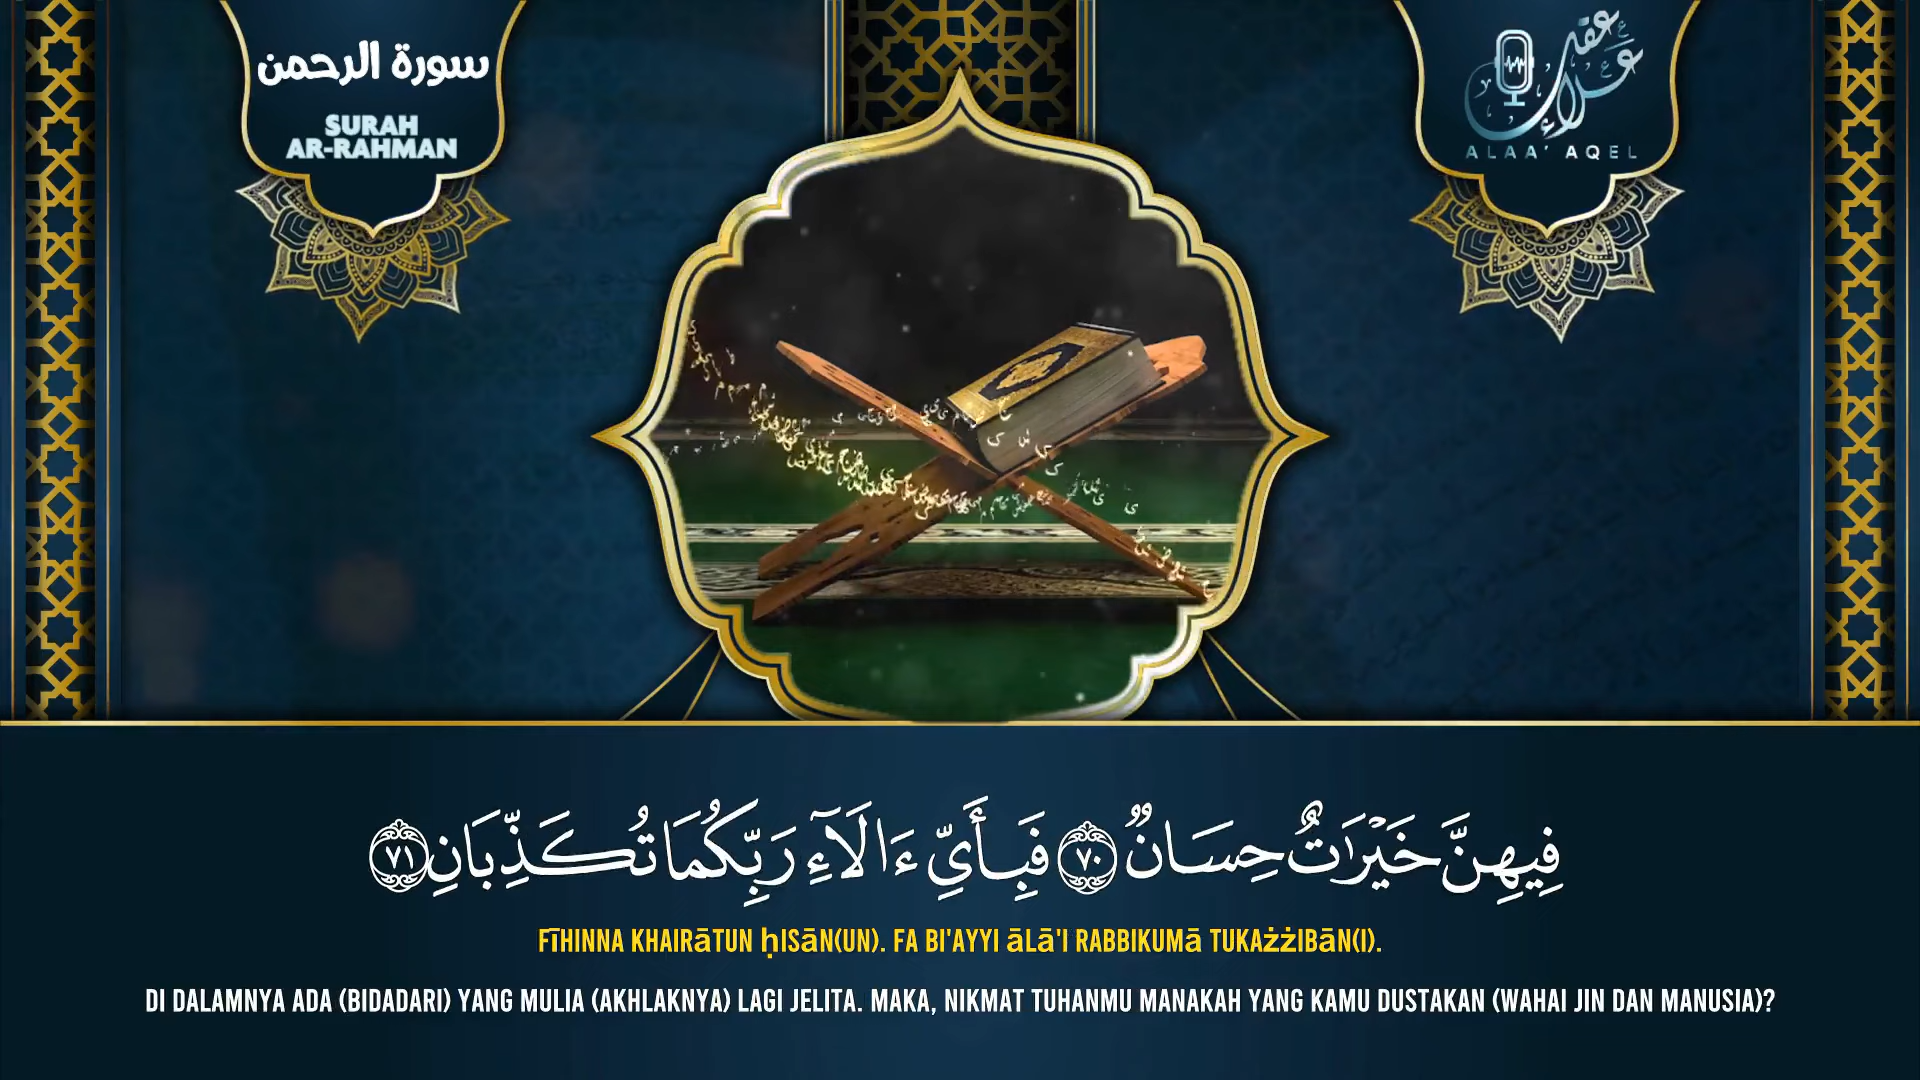 سورة الرحمن
SURAH
AR-RAHMAN
علاء عقل
ALAA' AQEL
فِيهِنَّ خَيْرَٰتٌ حِسَانٌ ٧٠ فَبِأَيِّ ءَالَآءِ رَبِّكُمَا تُكَذِّبَانِ ٧١
FīHINNA KHAIRāTUN ḥISāN(UN). FA BI'AYYI āLā'I RABBIKUMā TUKAżżIBāN(I).
DI DALAMNYA ADA (BIDADARI) YANG MULIA (AKHLAKNYA) LAGI JELITA. MAKA, NIKMAT TUHANMU MANAKAH YANG KAMU DUSTAKAN (WAHAI JIN DAN MANUSIA)?